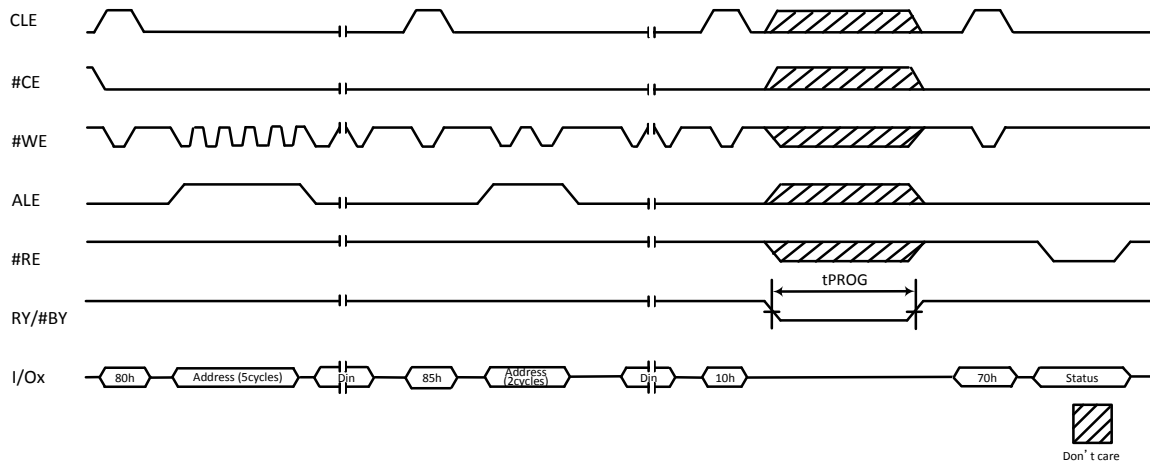 CLE
#CE
#WE
ALE
#RE
tPROG
RY/#BY
I/Ox
80h
Address (5cycles)
Din
85h
Address
(2cycles)
Din
10h
70h
Status
Don’t care